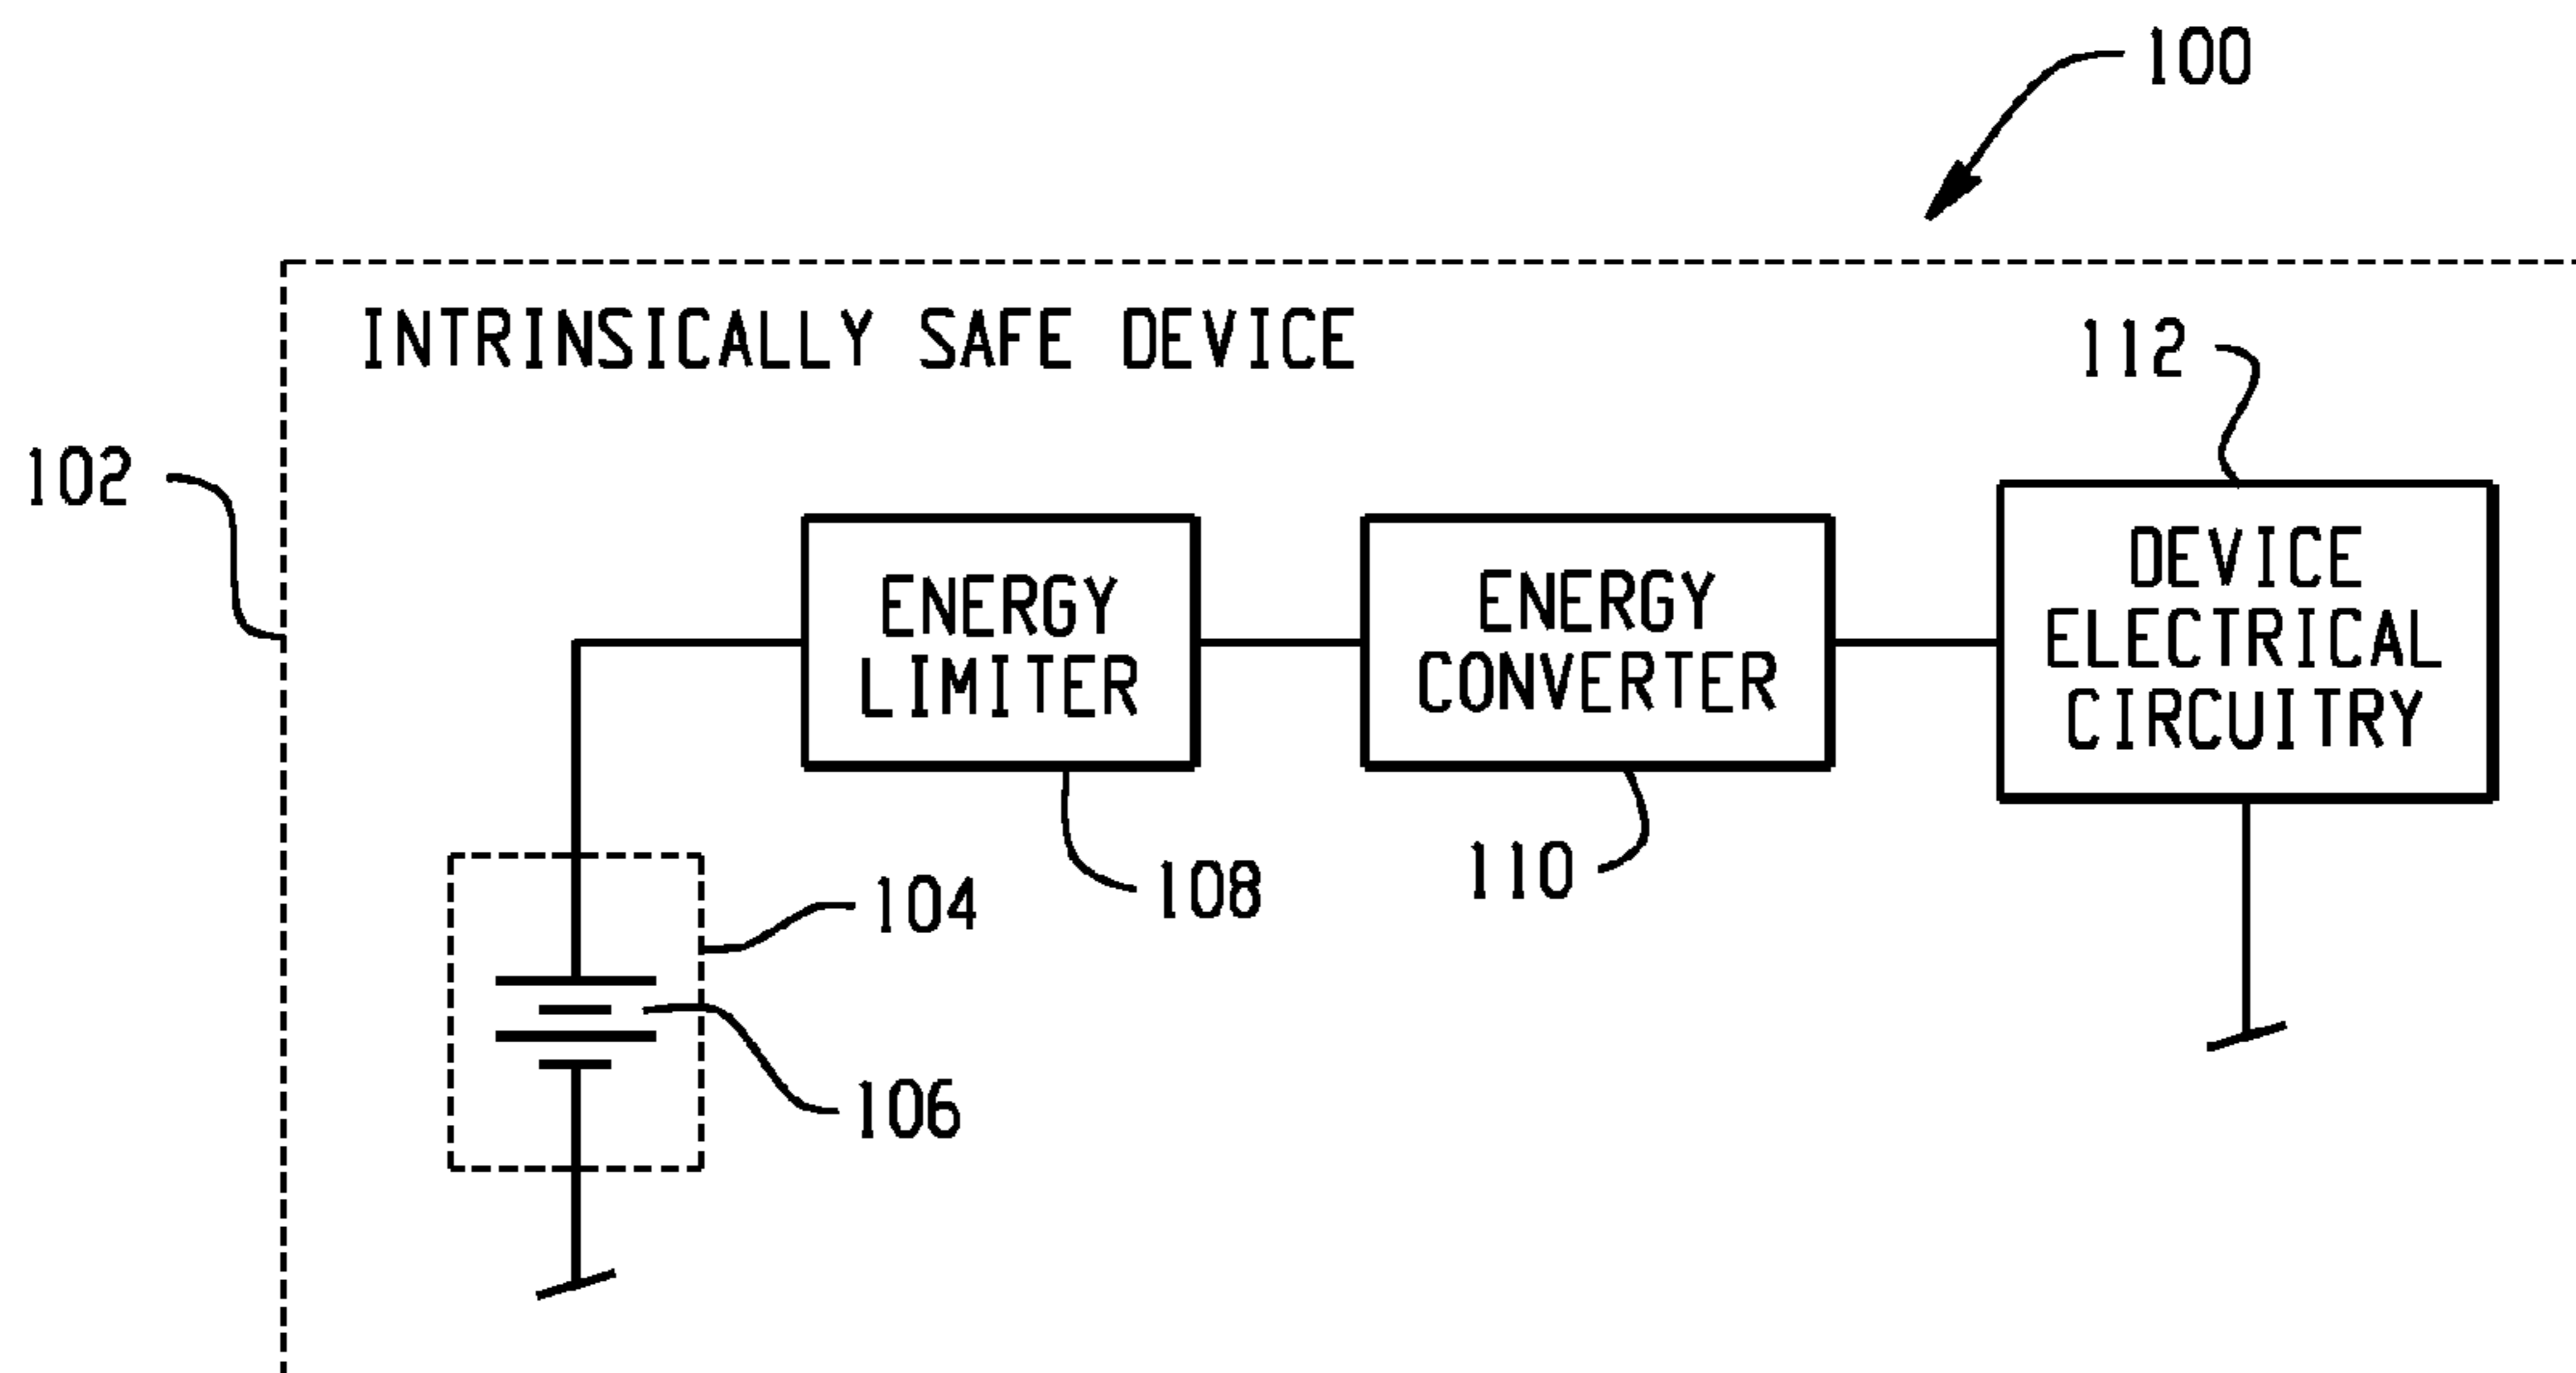 100
INTRINSICALLY SAFE DEVICE
112
102
ENERGY
LIMITER
ENERGY
CONVERTER
DEVICE
ELECTRICAL
CIRCUITRY
108
110
104
106